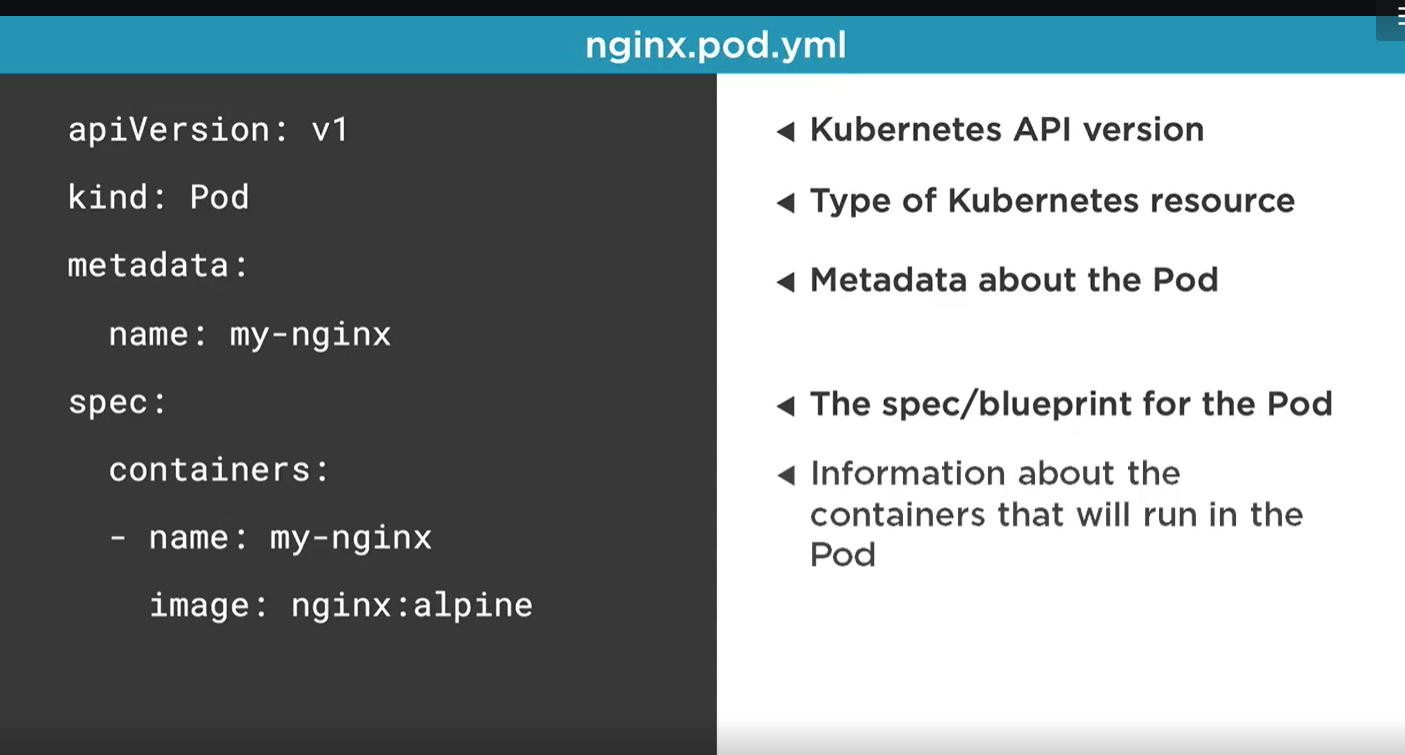 nginx.pod.yml
apiVersion: v1
kind: Pod
metadata:
  name: my-nginx
spec:
  containers:
  - name: my-nginx
    image: nginx:alpine
◀ Kubernetes API version
◀ Type of Kubernetes resource
◀ Metadata about the Pod
◀ The spec/blueprint for the Pod
◀ Information about the
containers that will run in the
Pod